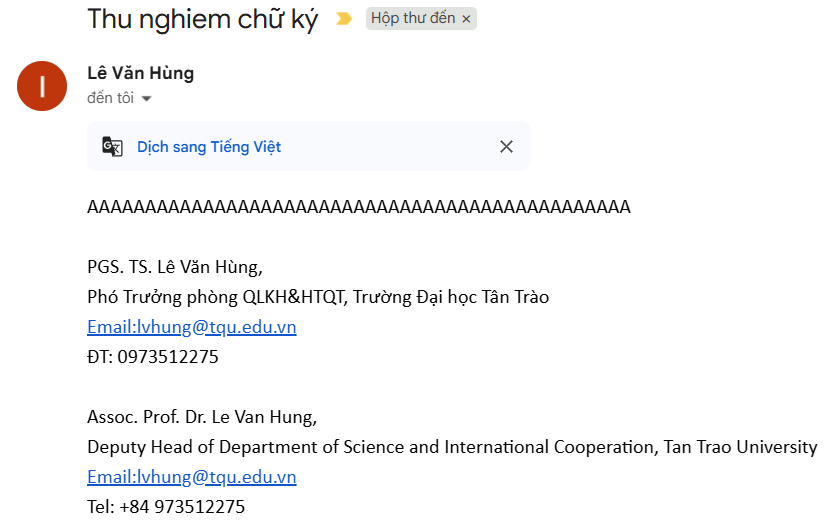 Thu nghiem chữ ký Hộp thư đến ×
I
Lê Văn Hùng
đến tôi
Dịch sang Tiếng Việt
AAAAAAAAAAAAAAAAAAAAAAAAAAAAAAAAAAAAAAAAAAAAAAA
PGS. TS. Lê Văn Hùng,
Phó Trưởng phòng QLKH&HTQT, Trường Đại học Tân Trào
Email:lvhung@tqu.edu.vn
ĐT: 0973512275
Assoc. Prof. Dr. Le Van Hung,
Deputy Head of Department of Science and International Cooperation, Tan Trao University
Email:lvhung@tqu.edu.vn
Tel: +84 973512275